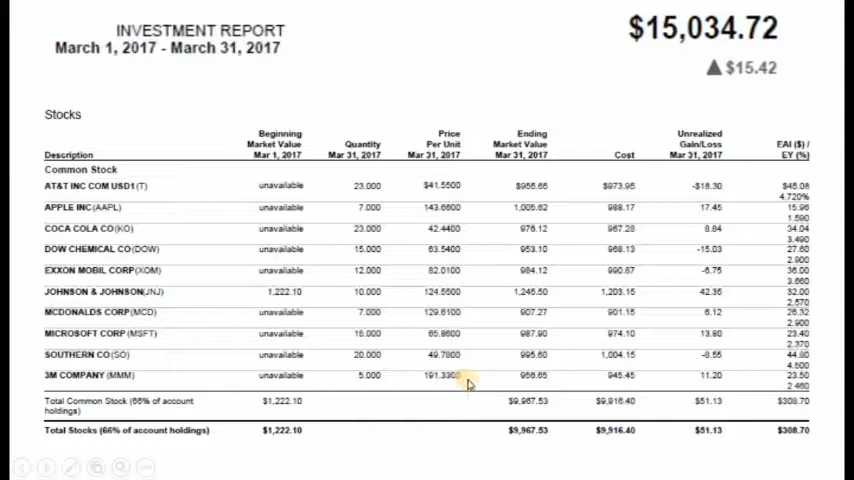 INVESTMENT REPORT
March 1, 2017 - March 31, 2017
$15,034.72
▲ $15.42
Stocks
Description Beginning Market Value Mar 1, 2017 Quantity Mar 31, 2017 Price Per Unit Mar 31, 2017 Ending Market Value Mar 31, 2017 Cost Unrealized Gain/Loss Mar 31, 2017 EAI ($) / EY (%)
Common Stock
AT&T INC COM USD1 (T) unavailable 23.000 $41.5500 $955.65 $973.95 -$18.30 $45.08
4.720%
APPLE INC (AAPL) unavailable 7.000 143.6600 1,005.62 988.17 17.45 15.96
1.590
COCA COLA CO (KO) unavailable 23.000 42.4400 976.12 967.28 8.84 34.04
3.490
DOW CHEMICAL CO (DOW) unavailable 15.000 63.5400 953.10 968.13 -15.03 27.60
2.900
EXXON MOBIL CORP (XOM) unavailable 12.000 82.0100 984.12 990.87 -6.75 36.00
3.660
JOHNSON & JOHNSON (JNJ) 1,222.10 10.000 124.5500 1,245.50 1,203.15 42.35 32.00
2.570
MCDONALDS CORP (MCD) unavailable 7.000 129.6100 907.27 901.15 6.12 26.32
2.900
MICROSOFT CORP (MSFT) unavailable 15.000 65.8600 987.90 974.10 13.80 23.40
2.370
SOUTHERN CO (SO) unavailable 20.000 49.7800 995.60 1,004.15 -8.55 44.80
4.500
3M COMPANY (MMM) unavailable 5.000 191.3300 956.65 945.45 11.20 23.50
2.460
Total Common Stock (66% of account holdings) $1,222.10 $9,967.53 $9,916.40 $51.13 $308.70
Total Stocks (66% of account holdings) $1,222.10 $9,967.53 $9,916.40 $51.13 $308.70